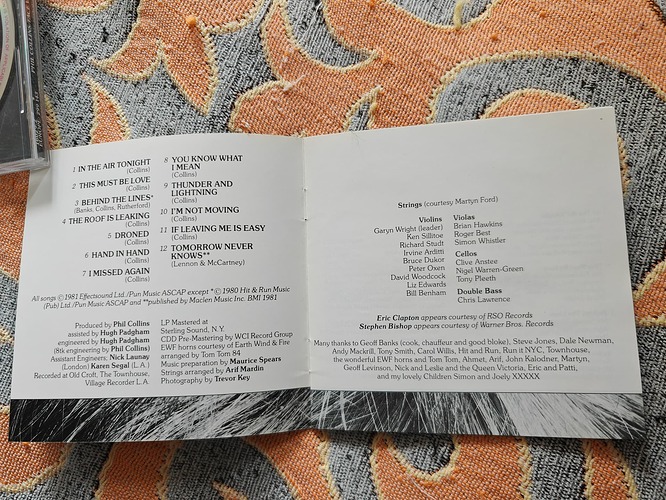 1 IN THE AIR TONIGHT
(Collins)
2 THIS MUST BE LOVE
(Collins)
3 BEHIND THE LINES*
(Banks, Collins, Rutherford)
4 THE ROOF IS LEAKING
(Collins)
5 DRONED
(Collins)
6 HAND IN HAND
(Collins)
7 I MISSED AGAIN
(Collins)
8 YOU KNOW WHAT
I MEAN
(Collins)
9 THUNDER AND
LIGHTNING
(Collins)
10 I'M NOT MOVING
(Collins)
11 IF LEAVING ME IS EASY
(Collins)
12 TOMORROW NEVER
KNOWS**
(Lennon & McCartney)
All songs ©1981 Effectsound Ltd./Pun Music ASCAP except *© 1980 Hit & Run Music
(Pub) Ltd./Pun Music ASCAP and **published by Maclen Music Inc. BMI 1981
Produced by Phil Collins
assisted by Hugh Padgham
engineered by Hugh Padgham
(8tk engineering by Phil Collins)
Assistant Engineers; Nick Launay
(London) Karen Segal (L.A.)
Recorded at Old Croft, The Townhouse,
Village Recorder L.A.
LP Mastered at
Sterling Sound, N.Y.
CDD Pre-Mastering by WCI Record Group
EWF horns courtesy of Earth Wind & Fire
arranged by Tom Tom 84
Music preparation by Maurice Spears
Strings arranged by Arif Mardin
Photography by Trevor Key
Strings (courtesy Martyn Ford)
Violins
Garyn Wright (leader)
Ken Sillitoe
Richard Studt
Irvine Arditti
Bruce Dukor
Peter Oxen
David Woodcock
Liz Edwards
Bill Benham
Violas
Brian Hawkins
Roger Best
Simon Whistler
Cellos
Clive Anstee
Nigel Warren-Green
Tony Pleeth
Double Bass
Chris Lawrence
Eric Clapton appears courtesy of RSO Records
Stephen Bishop appears courtesy of Warner Bros. Records
Many thanks to Geoff Banks (cook, chauffeur and good bloke), Steve Jones, Dale Newman,
Andy Mackrill, Tony Smith, Carol Willis, Hit and Run, Run it NYC, Townhouse,
the wonderful EWF horns and Tom Tom, Ahmet, Arif, John Kalodner, Martyn,
Geoff Levinson, Nick and Leslie and the Queen Victoria, Eric and Patti,
and my lovely Children Simon and Joely XXXXX